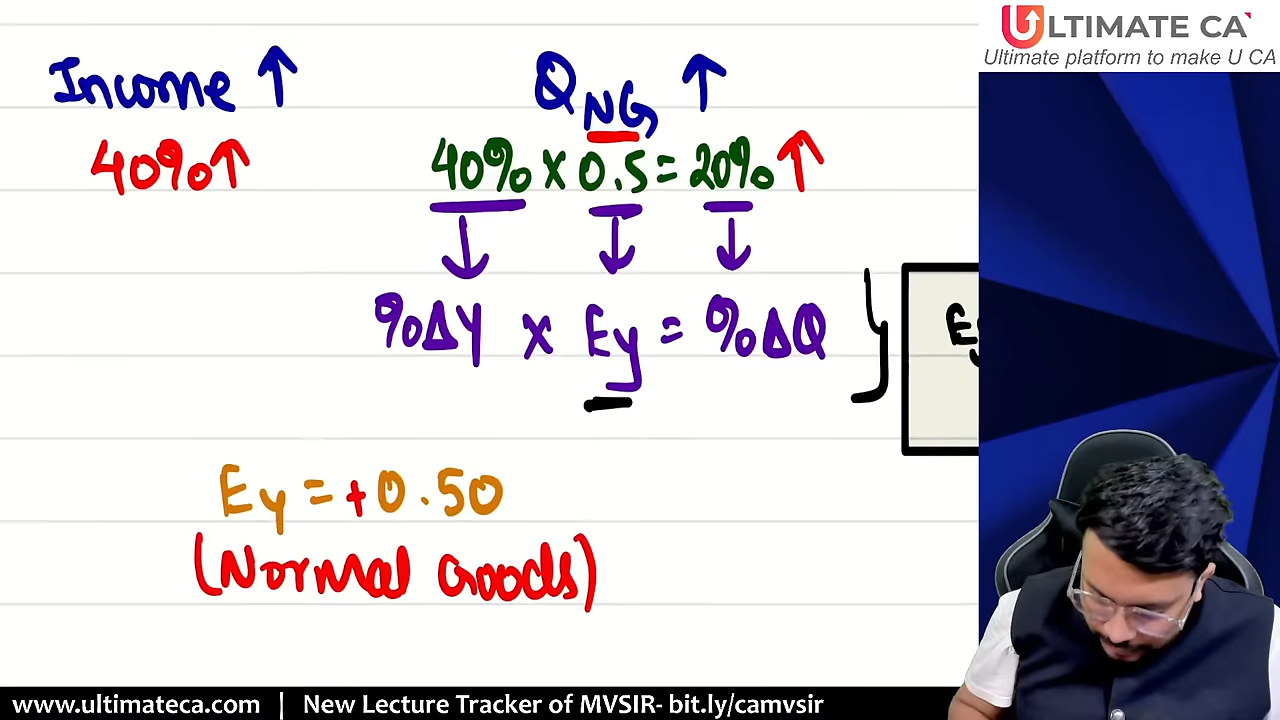 ULTIMATE CA
Ultimate platform to make U CA
Income ↑ Q NG ↑
40% ↑ 40% x 0.5 = 20% ↑
%ΔY x Ey = %ΔQ
Ey = +0.50
(Normal Goods)
www.ultimateca.com | New Lecture Tracker of MVSIR- bit.ly/camvsir